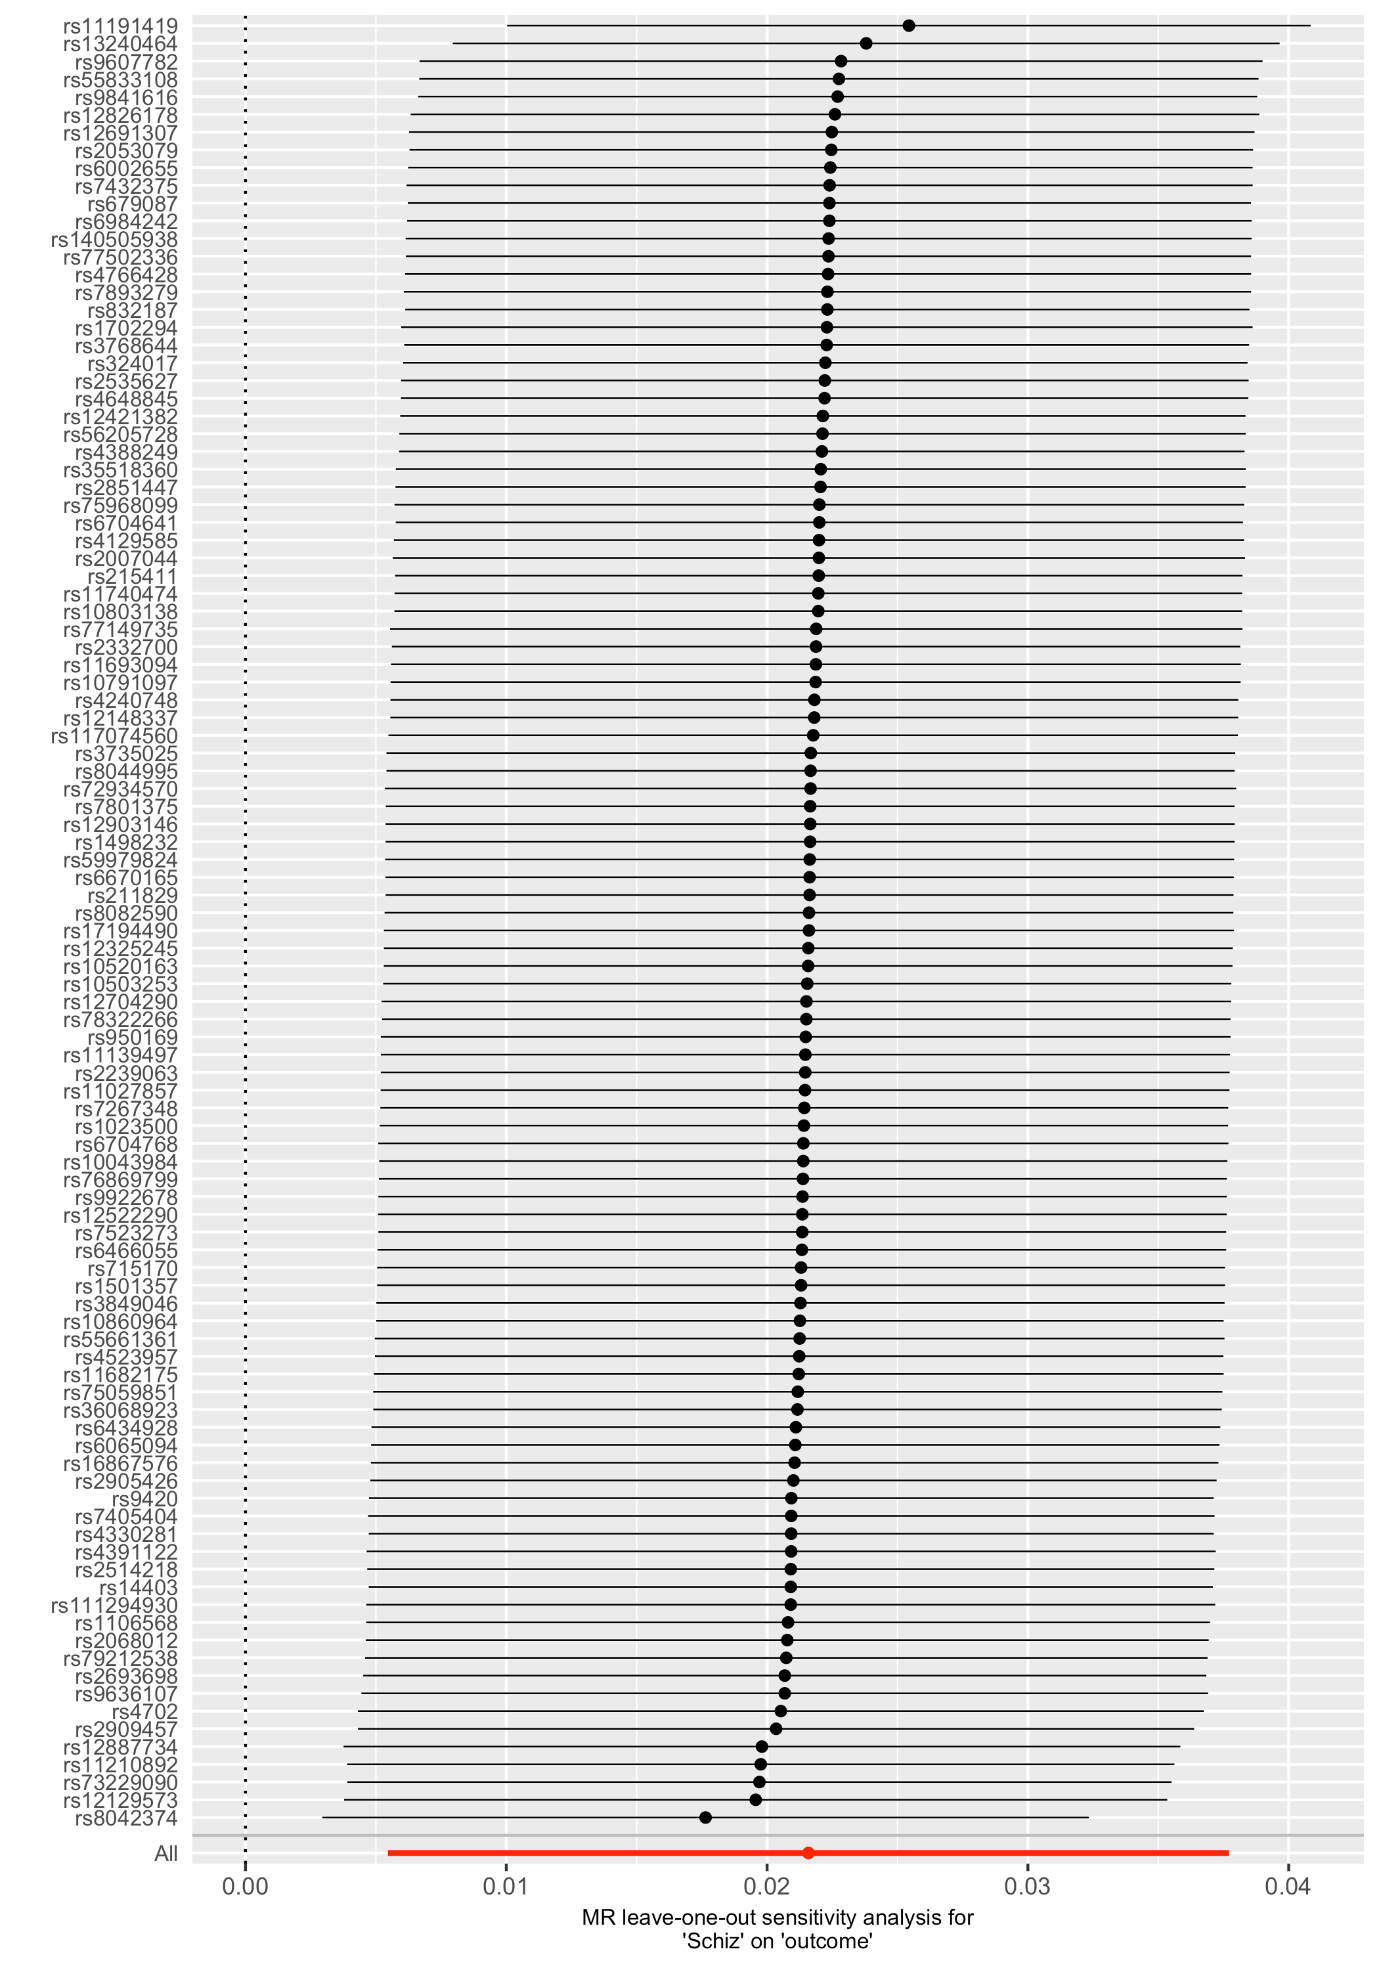 rs11191419
rs13240464
rs9607782
rs55833108
rs9841616
rs12826178
rs12691307
rs2053079
rs6002655
rs7432375
rs679087
rs6984242
rs140505938
rs77502336
rs4766428
rs7893279
rs832187
rs1702294
rs3768644
rs324017
rs2535627
rs4648845
rs12421382
rs56205728
rs4388249
rs35518360
rs2851447
rs75968099
rs6704641
rs4129585
rs2007044
rs215411
rs11740474
rs10803138
rs77149735
rs2332700
rs11693094
rs10791097
rs4240748
rs12148337
rs117074560
rs3735025
rs8044995
rs72934570
rs7801375
rs12903146
rs1498232
rs59979824
rs6670165
rs211829
rs8082590
rs17194490
rs12325245
rs10520163
rs10503253
rs12704290
rs78322266
rs950169
rs11139497
rs2239063
rs11027857
rs7267348
rs1023500
rs6704768
rs10043984
rs76869799
rs9922678
rs12522290
rs7523273
rs6466055
rs715170
rs1501357
rs3849046
rs10860964
rs55661361
rs4523957
rs11682175
rs75059851
rs36068923
rs6434928
rs6065094
rs16867576
rs2905426
rs9420
rs7405404
rs4330281
rs4391122
rs2514218
rs14403
rs111294930
rs1106568
rs2068012
rs79212538
rs2693698
rs9636107
rs4702
rs2909457
rs12887734
rs11210892
rs73229090
rs12129573
rs8042374
All
0.00 0.01 0.02 0.03 0.04
MR leave-one-out sensitivity analysis for
'Schiz' on 'outcome'